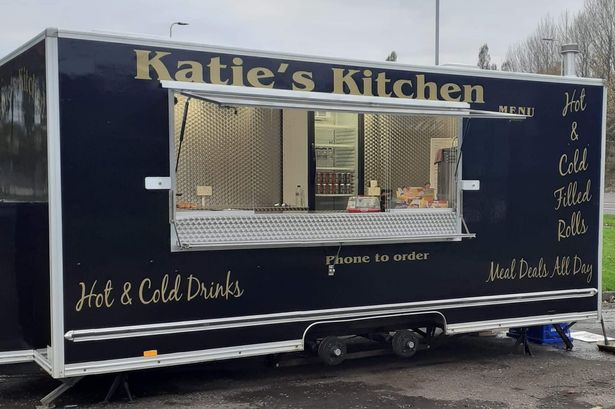 Katie's Kitchen
MENU
Hot
&
Cold
Filled
Rolls
Phone to order
Meal Deals All Day
Hot & Cold Drinks